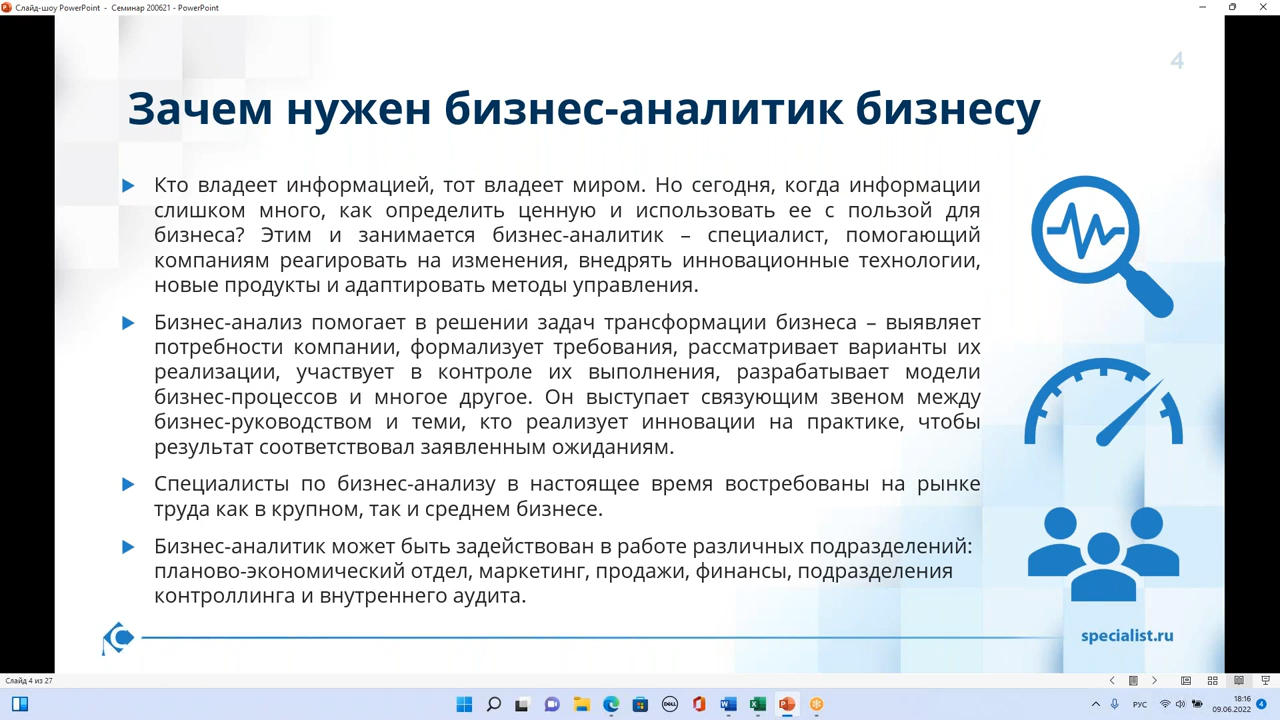 Слайд-шоу PowerPoint - Семинар 200621 - PowerPoint
4
Зачем нужен бизнес-аналитик бизнесу
Кто владеет информацией, тот владеет миром. Но сегодня, когда информации
слишком много, как определить ценную и использовать ее с пользой для
бизнеса? Этим и занимается бизнес-аналитик – специалист, помогающий
компаниям реагировать на изменения, внедрять инновационные технологии,
новые продукты и адаптировать методы управления.
Бизнес-анализ помогает в решении задач трансформации бизнеса – выявляет
потребности компании, формализует требования, рассматривает варианты их
реализации, участвует в контроле их выполнения, разрабатывает модели
бизнес-процессов и многое другое. Он выступает связующим звеном между
бизнес-руководством и теми, кто реализует инновации на практике, чтобы
результат соответствовал заявленным ожиданиям.
Специалисты по бизнес-анализу в настоящее время востребованы на рынке
труда как в крупном, так и среднем бизнесе.
Бизнес-аналитик может быть задействован в работе различных подразделений:
планово-экономический отдел, маркетинг, продажи, финансы, подразделения
контроллинга и внутреннего аудита.
specialist.ru
Слайд 4 из 27
DELL
РУС
18:16
09.06.2022
4